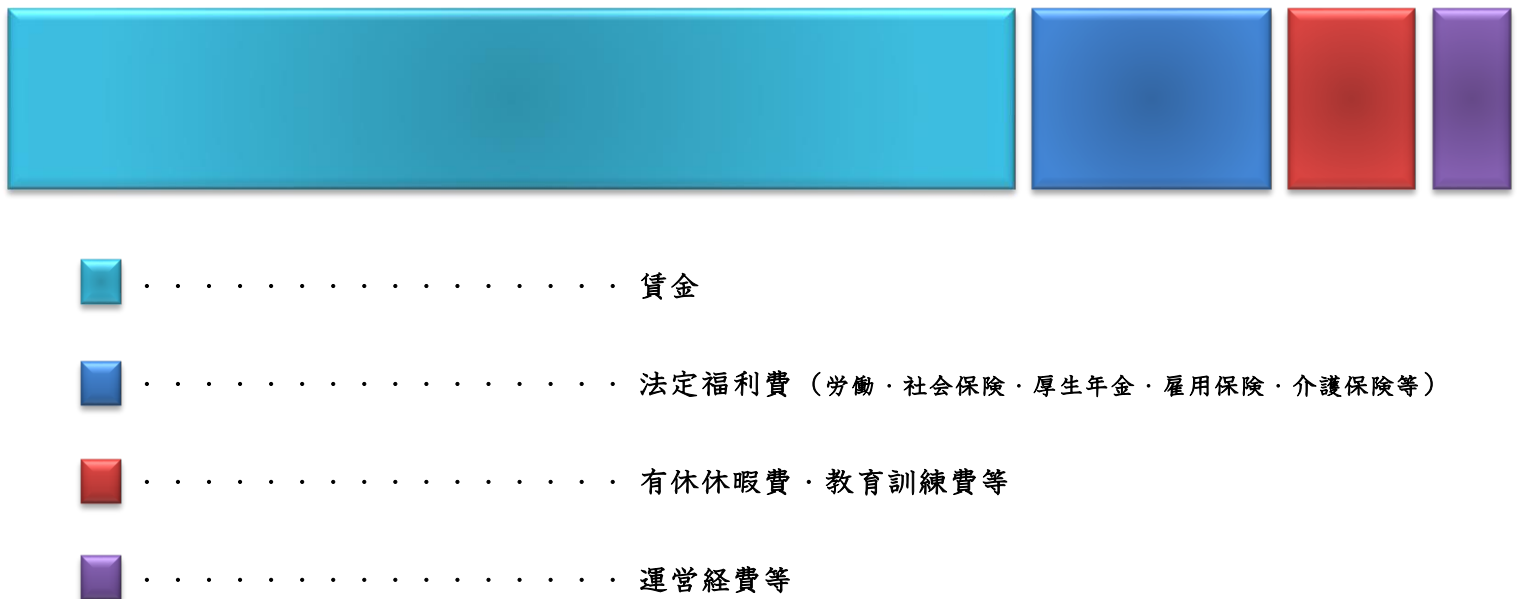 ・・・・・・・・・・・・・・・・ 賃金
・・・・・・・・・・・・・・・・ 法定福利費（労働・社会保険・厚生年金・雇用保険・介護保険等）
・・・・・・・・・・・・・・・・ 有休休暇費・教育訓練費等
・・・・・・・・・・・・・・・・ 運営経費等